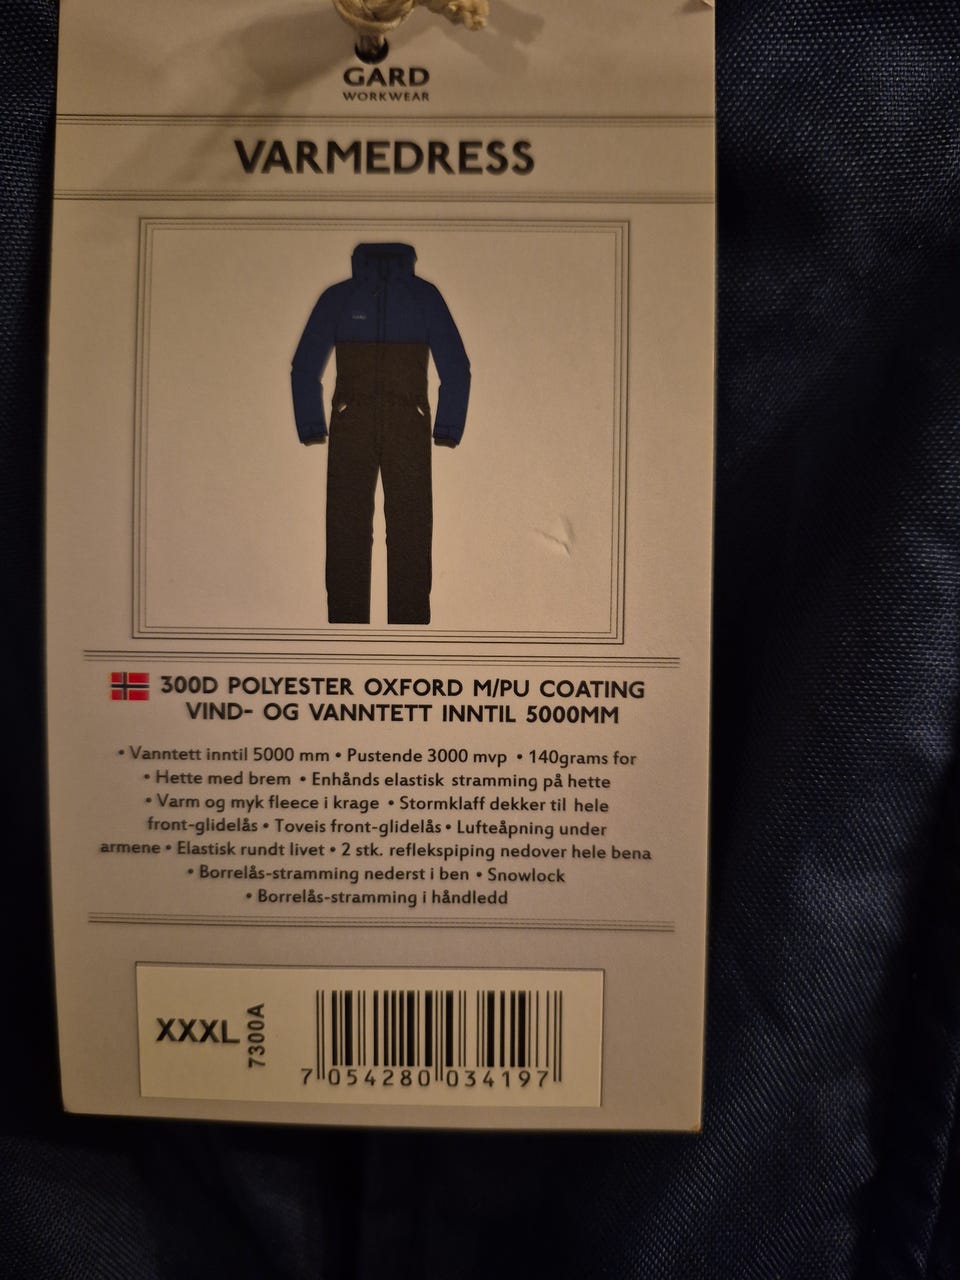 GARD
WORKWEAR
VARMEDRESS
300D POLYESTER OXFORD M/PU COATING
VIND- OG VANNTETT INNTIL 5000MM
• Vanntett inntil 5000 mm • Pustende 3000 mvp • 140grams for
• Hette med brem • Enhånds elastisk stramming på hette
• Varm og myk fleece i krage • Stormklaff dekker til hele
front-glidelås • Toveis front-glidelås • Lufteåpning under
armene • Elastisk rundt livet • 2 stk. reflekspiping nedover hele bena
• Borrelås-stramming nederst i ben • Snowlock
• Borrelås-stramming i håndledd
XXXL
7300A
7 054280 034197